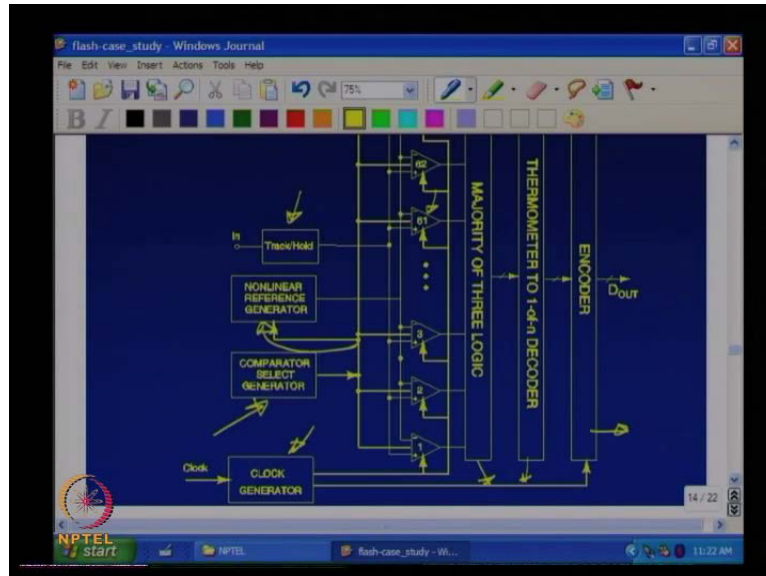 flash-case_study - Windows Journal
File Edit View Insert Actions Tools Help
75%
B I
62
61
In
Track/Hold
NONLINEAR
REFERENCE
GENERATOR
3
COMPARATOR
SELECT
GENERATOR
2
1
Clock
CLOCK
GENERATOR
MAJORITY OF THREE LOGIC
THERMOMETER TO 1-of-n DECODER
ENCODER
DOUT
14 / 22
NPTEL
start
NPTEL
flash-case_study - Wi...
11:22 AM